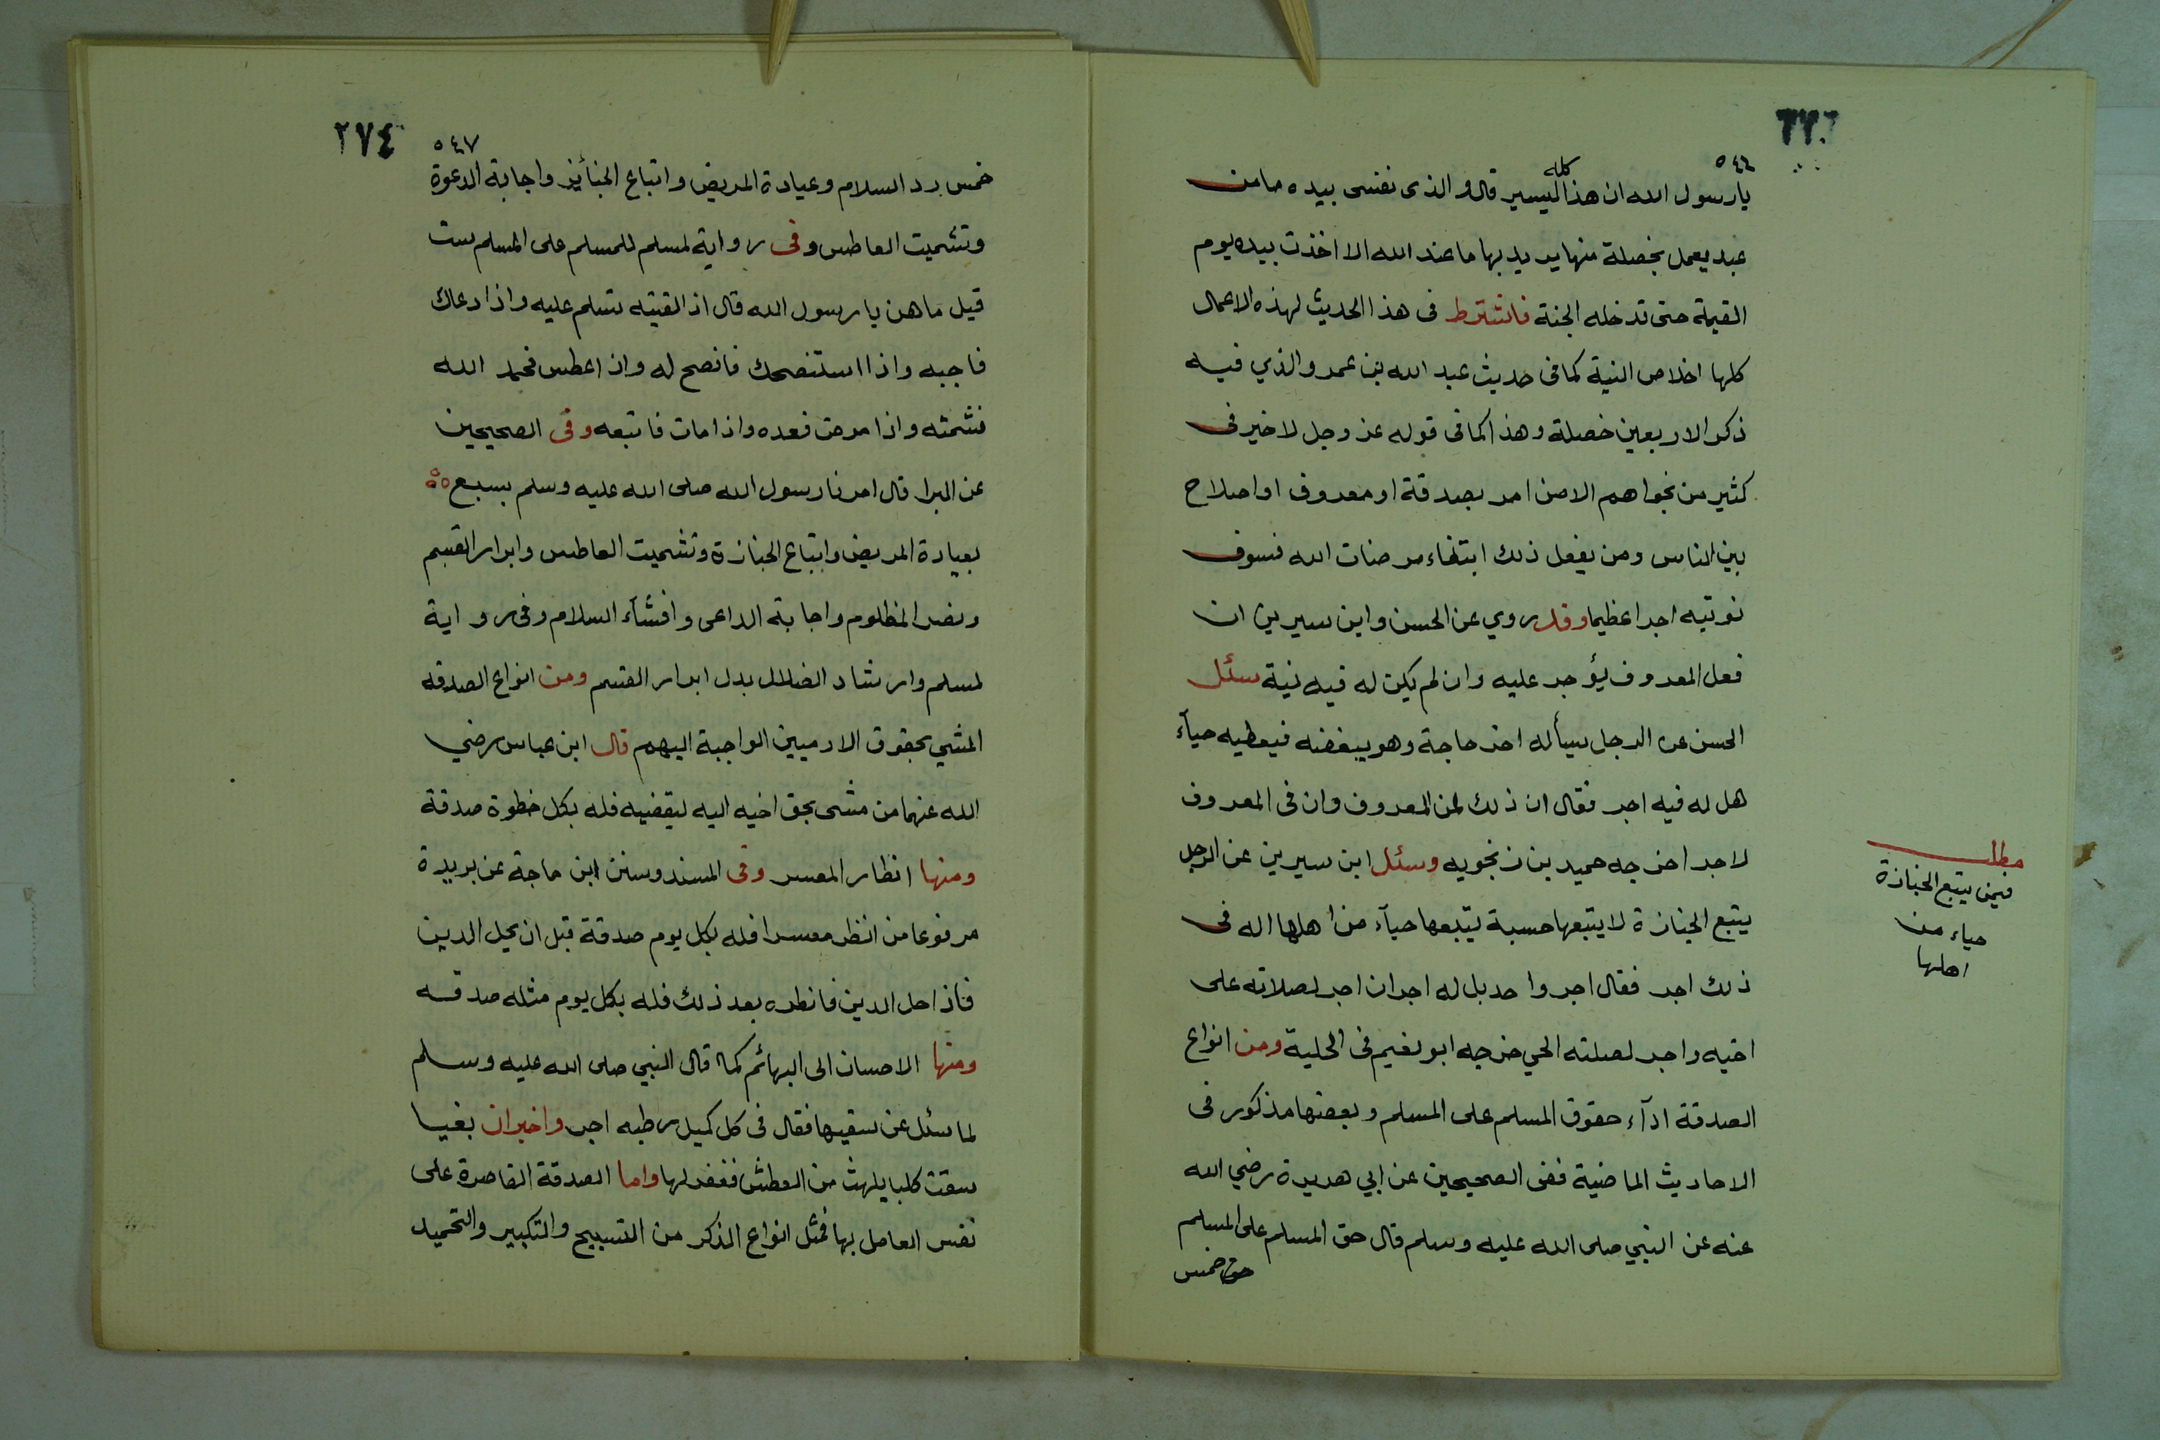 ٥٤٦
يارسول الله ان هذا كله ليسير قال والذى نفسى بيده ما من
عبد يعمل بخصلة منها يريد بها ما عند الله الا اخذت بيده يوم
القيمة حتى تدخله الجنة فاشترط فى هذا الحديث لهذه الاعمال
كلها اخلاص النية كما فى حديث عبد الله بن عمرو الذي فيه
ذكر الاربعين خصلة وهذا كما فى قوله عز وجل لا خير فى
كثير من نجواهم الا من امر بصدقة او معروف او اصلاح
بين الناس ومن يفعل ذلك ابتغاء مرضات الله فسوف
نوتيه اجرا عظيما وقد روي عن الحسن وابن سيرين ان
فعل المعروف يؤجر عليه وان لم يكن له فيه نية سئل
الحسن عن الرجل يسأله اخر حاجة وهو يبغضه فيعطيه حيآء
هل له فيه اجر فقال ان ذلك لمن المعروف وان فى المعروف
لاجرا خرجه حميد بن زنجويه وسئل ابن سيرين عن الرجل
يتبع الجنازة لا يتبعها حسبة يتبعها حيآء من اهلها اله فى
ذلك اجر فقال اجر واحد بل له اجران اجر لصلاته على
اخيه واجر لصلته الحي خرجه ابو نعيم فى الحلية ومن انواع
الصدقة ادآء حقوق المسلم على المسلم وبعضها مذكور فى
الاحاديث الماضية ففى الصحيحين عن ابي هريرة رضي الله
عنه عن النبي صلى الله عليه وسلم قال حق المسلم على المسلم
خمس
مطلب
فيمن يتبع الجنازة
حياء من
اهلها
٢٧٤
٥٤٧
خمس رد السلام وعيادة المريض واتباع الجنأيز واجابة الدعوة
وتشميت العاطس وفى رواية لمسلم للمسلم على المسلم ست
قيل ما هن يا رسول الله قال اذا لقيته تسلم عليه واذا دعاك
فاجبه واذا استنصحك فانصح له واذا عطس فحمد الله
فشمته واذا مرض فعده واذا مات فاتبعه وفى الصحيحين
عن البرا قال امرنا رسول الله صلى الله عليه وسلم بسبع
بعيادة المريض واتباع الجنازة وتشميت العاطس وابرار القسم
ونصر المظلوم واجابة الداعى وافشآء السلام وفى رواية
لمسلم وارشاد الضلال بدل ابرار القسم ومن انواع الصدقه
المشي بحقوق الادميين الواجبة اليهم قال ابن عباس رضي
الله عنهما من مشى بحق اخيه اليه ليقضيه فله بكل خطوة صدقة
ومنها انظار المعسر وفى المسند وسنن ابن ماجة عن بريدة
مرفوعا من انظر معسرا فله بكل يوم صدقة قبل ان يحل الدين
فأذا حل الدين فانظره بعد ذلك فله بكل يوم مثله صدقه
ومنها الاحسان الى البهائم كما قال النبي صلى الله عليه وسلم
لما سئل عن سقيها فقال فى كل كبد رطبه اجر واخبر ان بغيا
سقت كلبا يلهث من العطش فغفر لها واما الصدقة القاصرة على
نفس العامل بها فمثل انواع الذكر من التسبيح والتكبير والتحميد